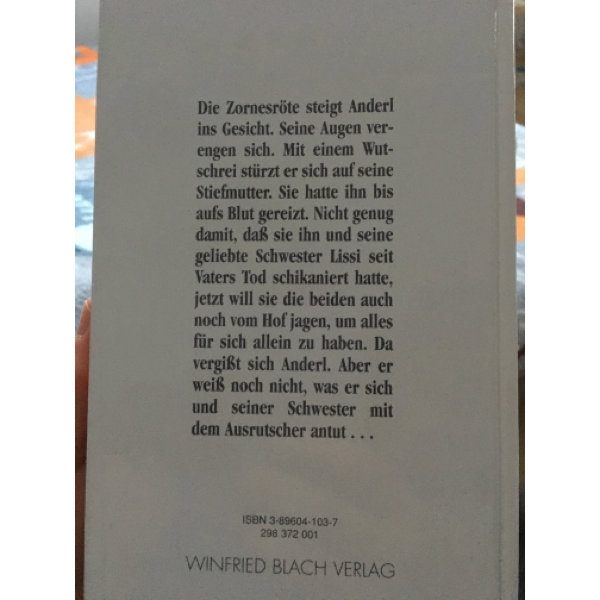 Die Zornesröte steigt Anderl
ins Gesicht. Seine Augen ver-
engen sich. Mit einem Wut-
schrei stürzt er sich auf seine
Stiefmutter. Sie hatte ihn bis
aufs Blut gereizt. Nicht genug
damit, daß sie ihn und seine
geliebte Schwester Lissi seit
Vaters Tod schikaniert hatte,
jetzt will sie die beiden auch
noch vom Hof jagen, um alles
für sich allein zu haben. Da
vergißt sich Anderl. Aber er
weiß noch nicht, was er sich
und seiner Schwester mit
dem Ausrutscher antut . . .
ISBN 3-89604-103-7
298 372 001
WINFRIED BLACH VERLAG